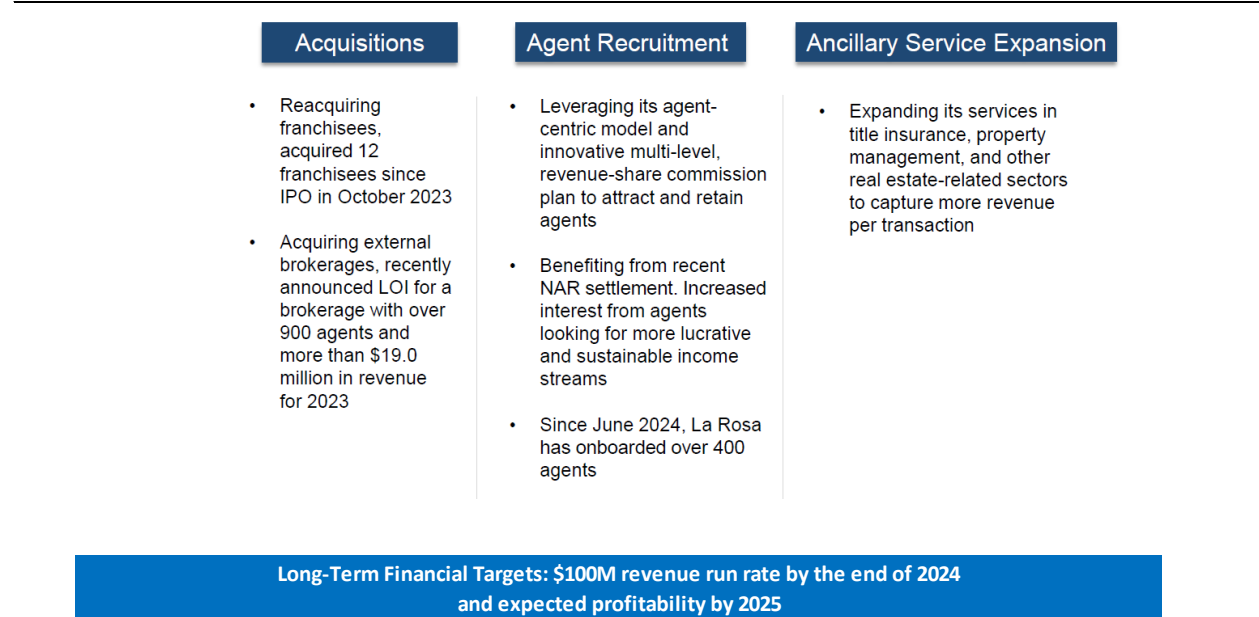 Acquisitions
• Reacquiring
franchisees,
acquired 12
franchisees since
IPO in October 2023
• Acquiring external
brokerages, recently
announced LOI for a
brokerage with over
900 agents and
more than $19.0
million in revenue
for 2023
Agent Recruitment
• Leveraging its agent-
centric model and
innovative multi-level,
revenue-share commission
plan to attract and retain
agents
• Benefiting from recent
NAR settlement. Increased
interest from agents
looking for more lucrative
and sustainable income
streams
• Since June 2024, La Rosa
has onboarded over 400
agents
Ancillary Service Expansion
• Expanding its services in
title insurance, property
management, and other
real estate-related sectors
to capture more revenue
per transaction
Long-Term Financial Targets: $100M revenue run rate by the end of 2024
and expected profitability by 2025